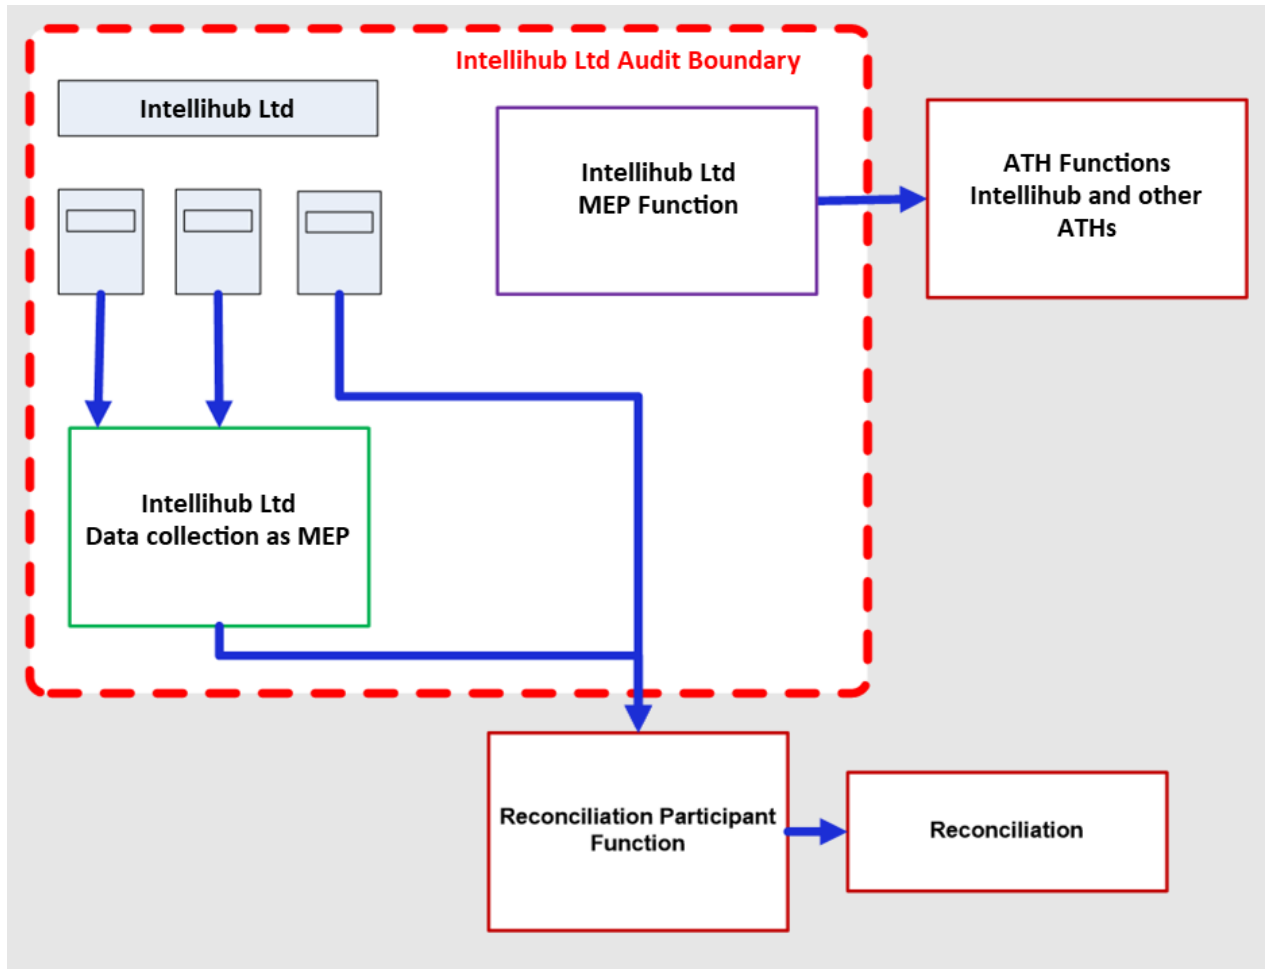 Intellihub Ltd Audit Boundary
Intellihub Ltd
Intellihub Ltd
MEP Function
ATH Functions
Intellihub and other
ATHs
Intellihub Ltd
Data collection as MEP
Reconciliation Participant
Function
Reconciliation